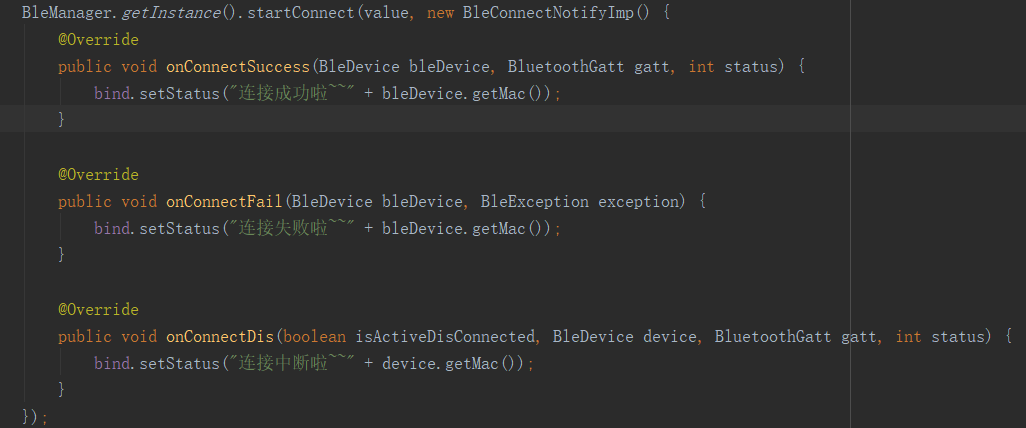 BleManager.getInstance().startConnect(value, new BleConnectNotifyImp() {
@Override
public void onConnectSuccess(BleDevice bleDevice, BluetoothGatt gatt, int status) {
bind.setStatus("连接成功啦~~" + bleDevice.getMac());
}
@Override
public void onConnectFail(BleDevice bleDevice, BleException exception) {
bind.setStatus("连接失败啦~~" + bleDevice.getMac());
}
@Override
public void onConnectDis(boolean isActiveDisConnected, BleDevice device, BluetoothGatt gatt, int status) {
bind.setStatus("连接中断啦~~" + device.getMac());
}
});